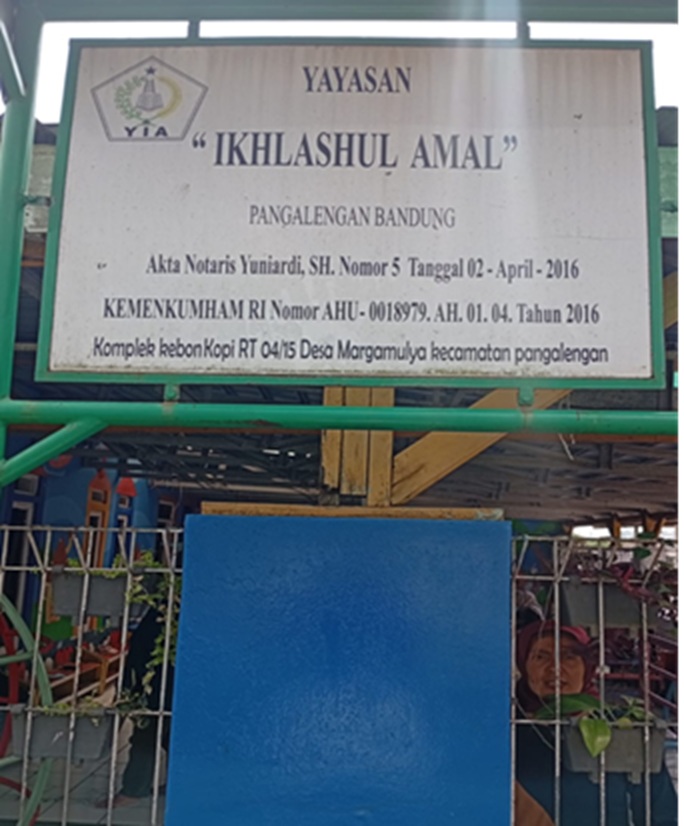 YIA
YAYASAN
“ IKHLASHUL AMAL”
PANGALENGAN BANDUNG
Akta Notaris Yuniardi, SH. Nomor 5 Tanggal 02 - April - 2016
KEMENKUMHAM RI Nomor AHU- 0018979. AH. 01. 04. Tahun 2016
Komplek kebon Kopi RT 04/15 Desa Margamulya kecamatan pangalengan